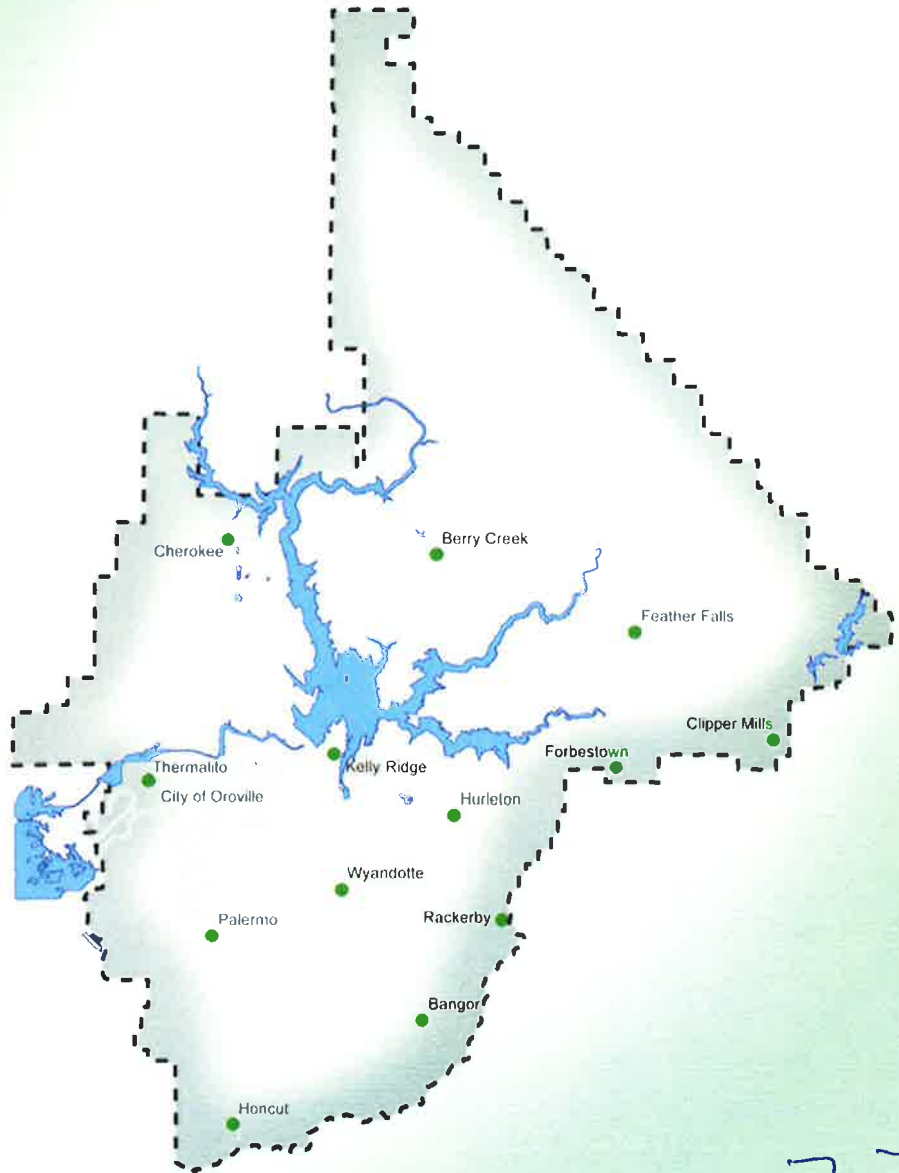 Cherokee
Berry Creek
Feather Falls
Clipper Mills
Forbestown
Thermalito
Kelly Ridge
City of Oroville
Hurleton
Wyandotte
Palermo
Rackerby
Bangor
Honcut